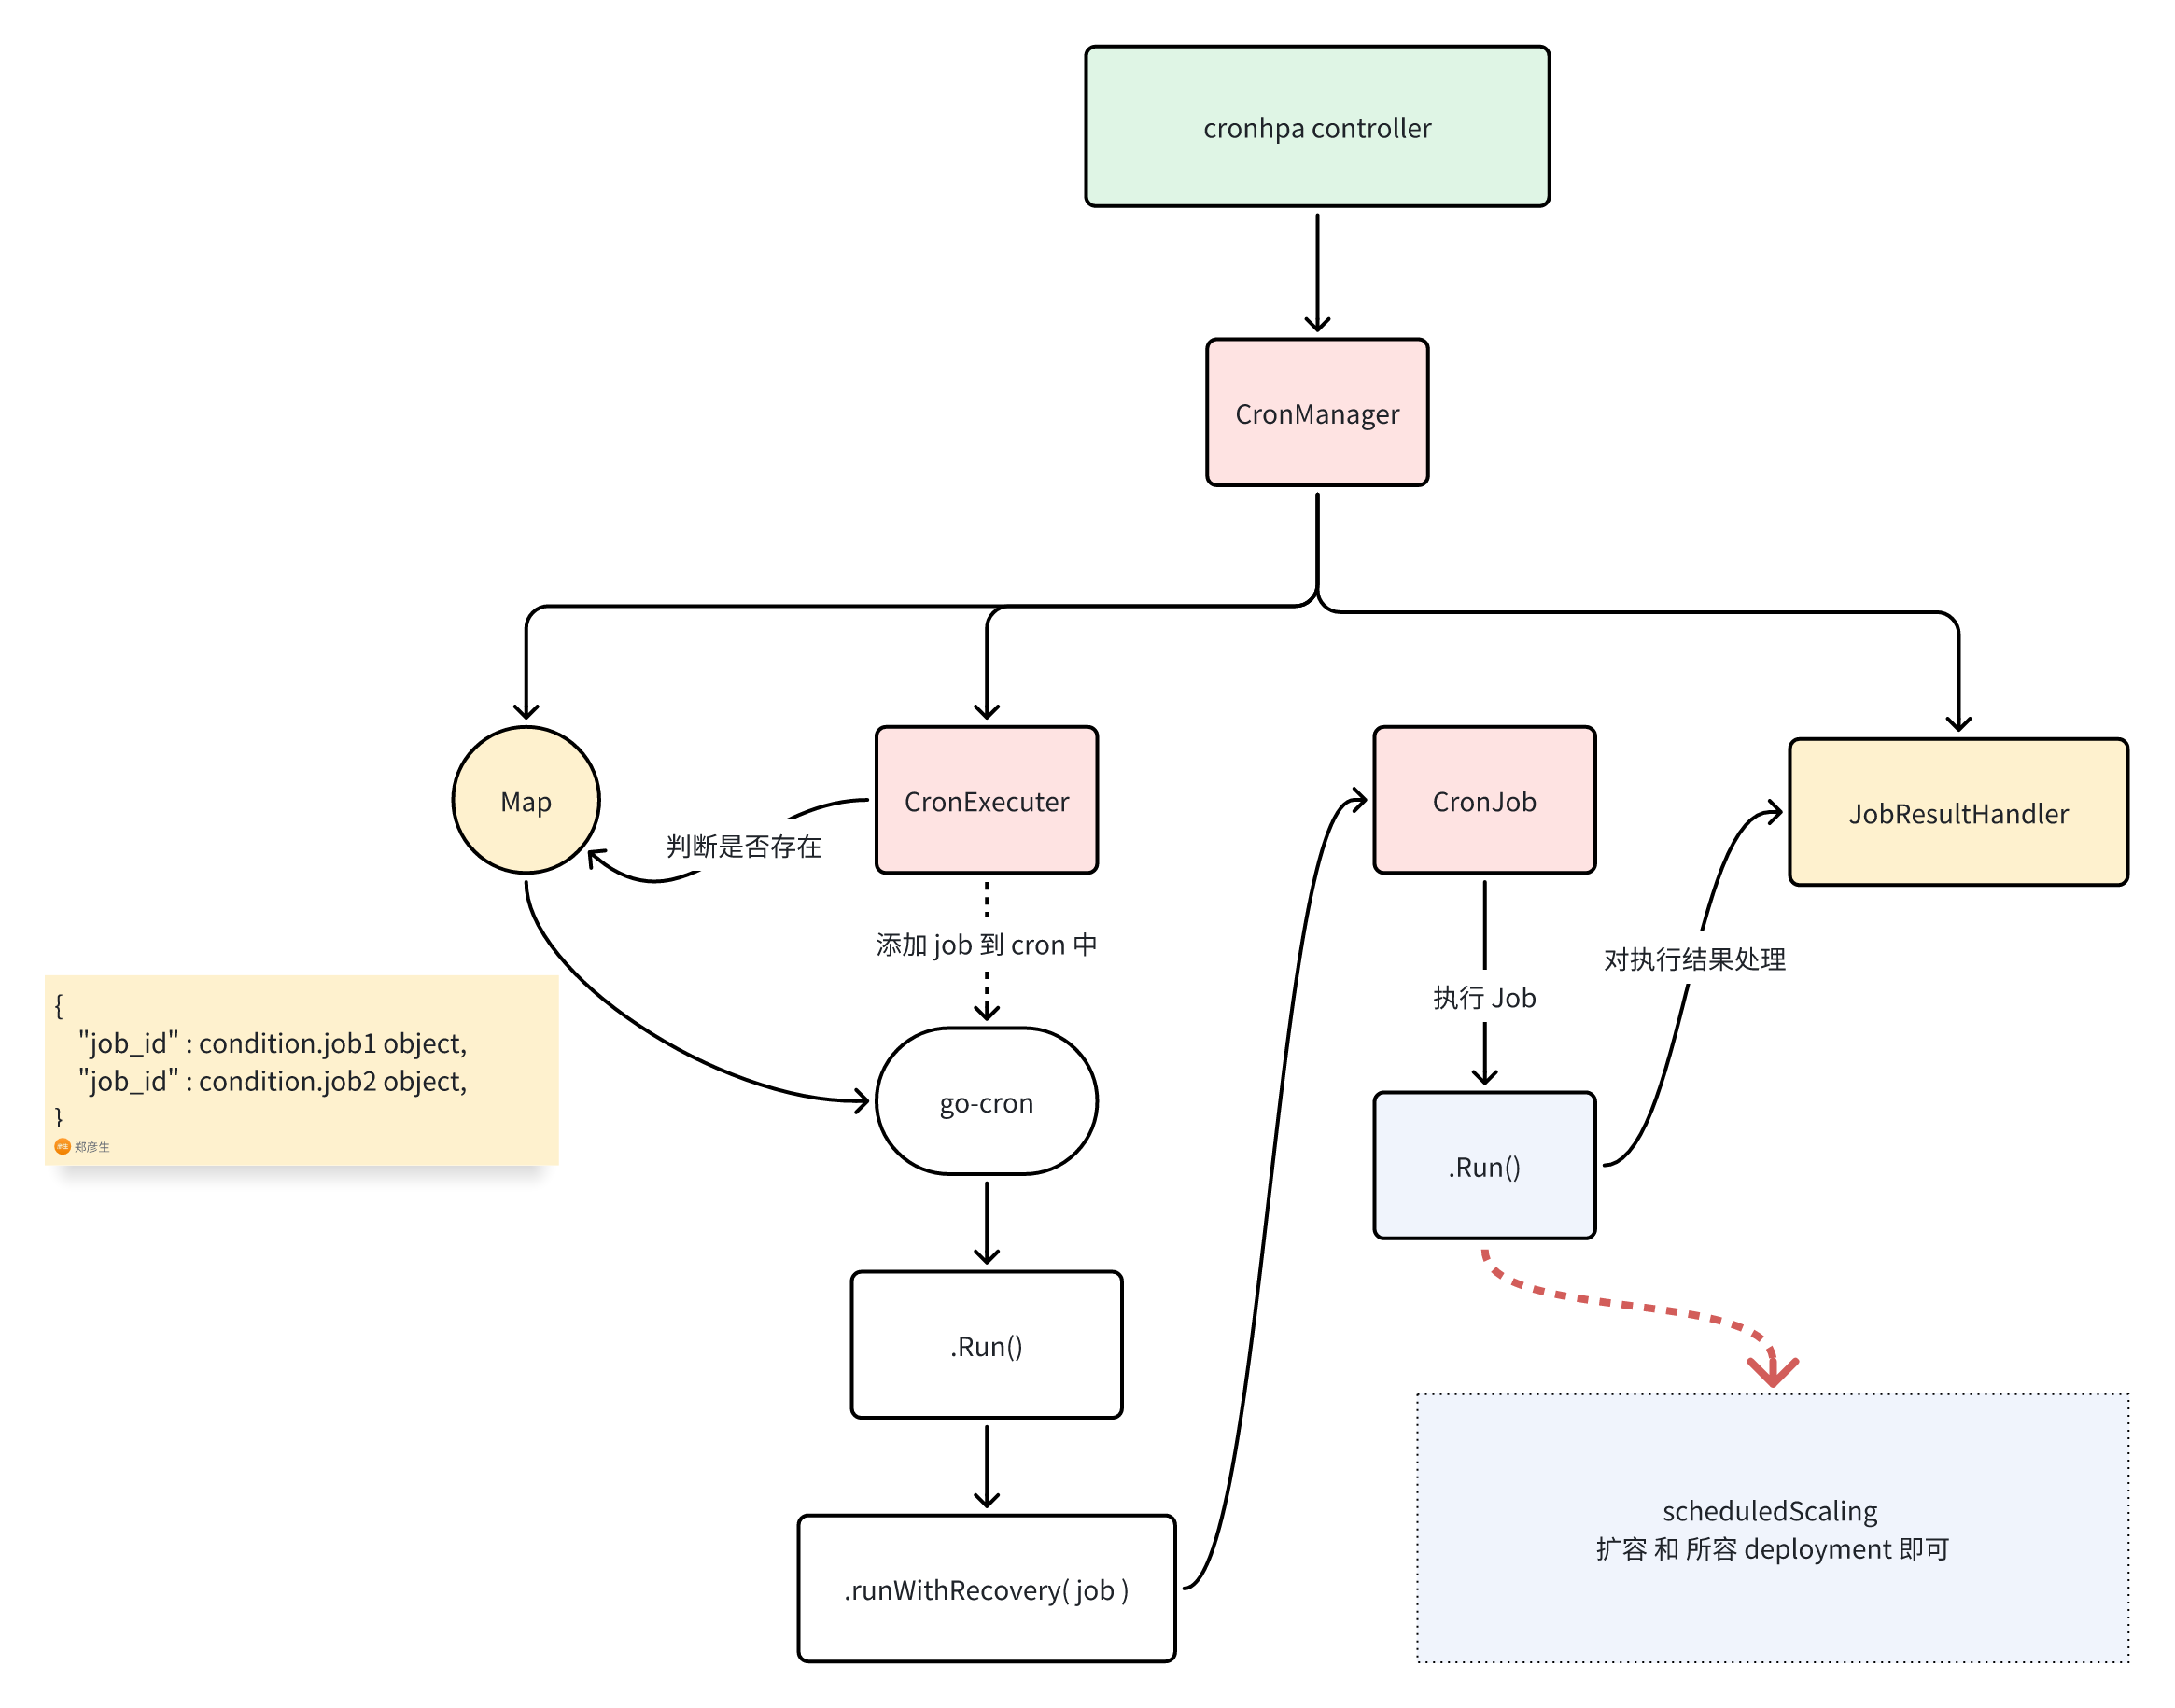 cronhpa controller
CronManager
Map
CronExecuter
CronJob
JobResultHandler
判断是否存在
添加 job 到 cron 中
对执行结果处理
执行 Job
{
"job_id" : condition.job1 object,
"job_id" : condition.job2 object,
}
郑彦生
go-cron
.Run()
.Run()
scheduledScaling
扩容 和 所容 deployment 即可
.runWithRecovery( job )